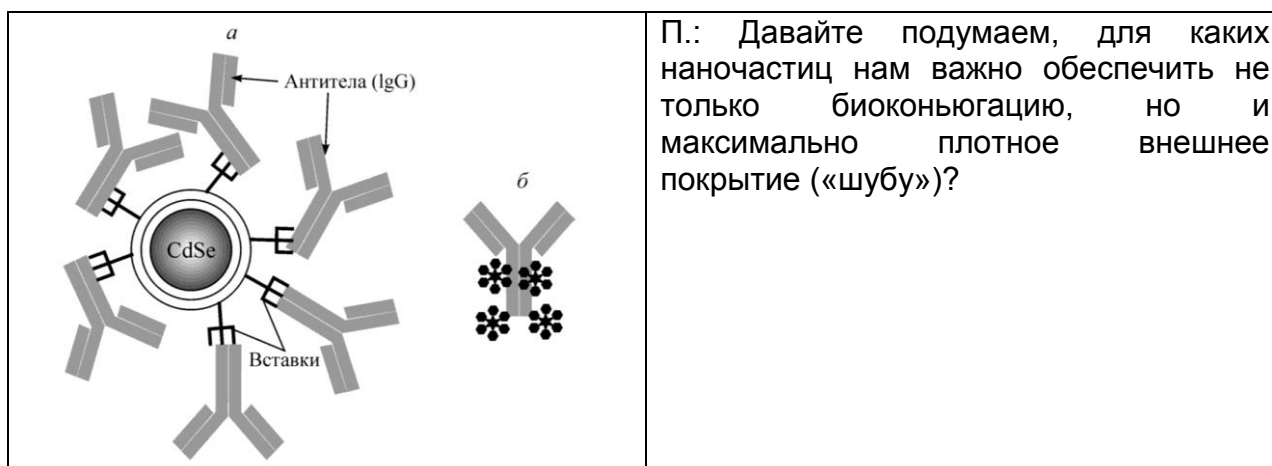 а
Антитела (IgG)
б
CdSe
Вставки
П.: Давайте подумаем, для каких
наночастиц нам важно обеспечить не
только биоконьюгацию, но и
максимально плотное внешнее
покрытие («шубу»)?